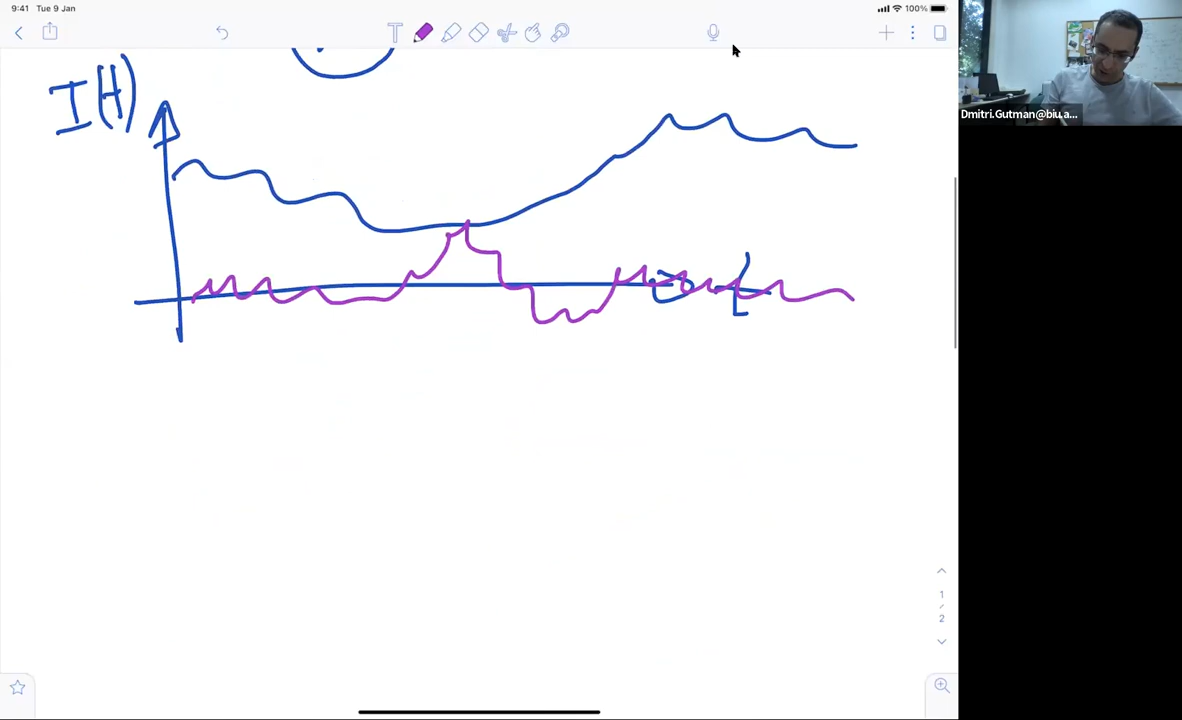 9:41 Tue 9 Jan
100%
T
I(t)
Dmitri.Gutman@biu.a...
1
/
2